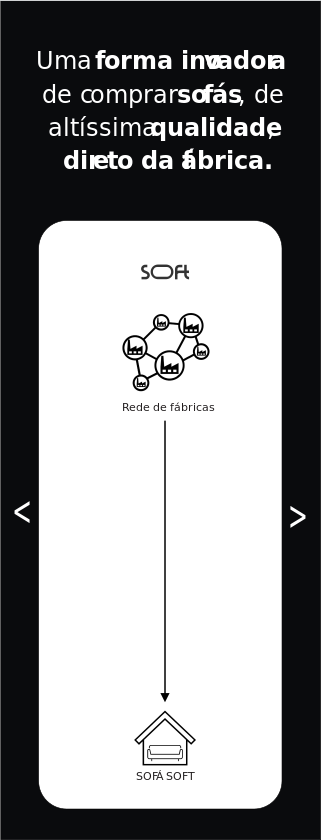 Uma forma inovadora
de comprar sofás, de
altíssima qualidade,
direto da fábrica.
SOFt
Rede de fábricas
<
>
SOFÁ SOFT